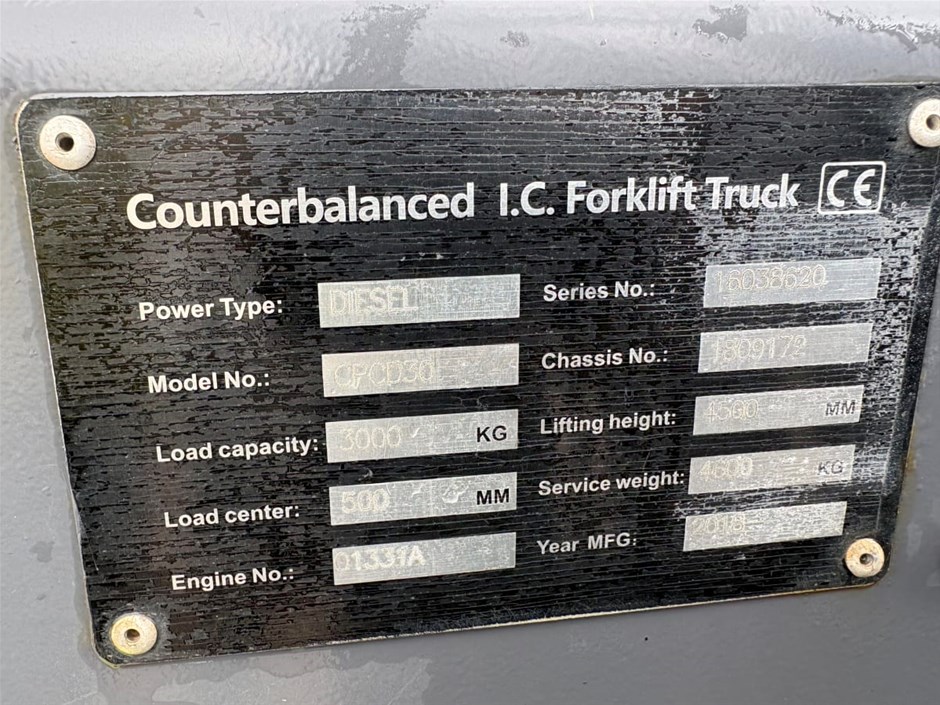 Counterbalanced I.C. Forklift Truck CE
Power Type: DIESEL
Model No.: CPCD30
Load capacity: 3000 KG
Load center: 500 MM
Engine No.: 01331A
Series No.: 16038620
Chassis No.: 1809172
Lifting height: 4500 MM
Service weight: 4600 KG
Year MFG: 2018